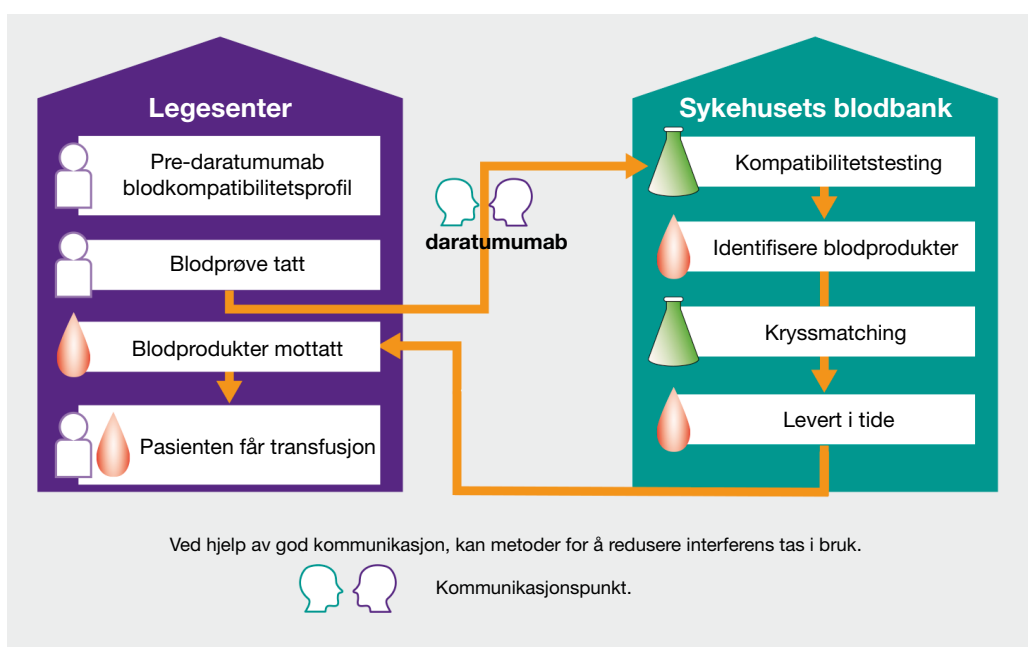 Legesenter
Pre-daratumumab
blodkompatibilitetsprofil
Blodprøve tatt
Blodprodukter mottatt
Pasienten får transfusjon
daratumumab
Sykehusets blodbank
Kompatibilitetstesting
Identifisere blodprodukter
Kryssmatching
Levert i tide
Ved hjelp av god kommunikasjon, kan metoder for å redusere interferens tas i bruk.
Kommunikasjonspunkt.